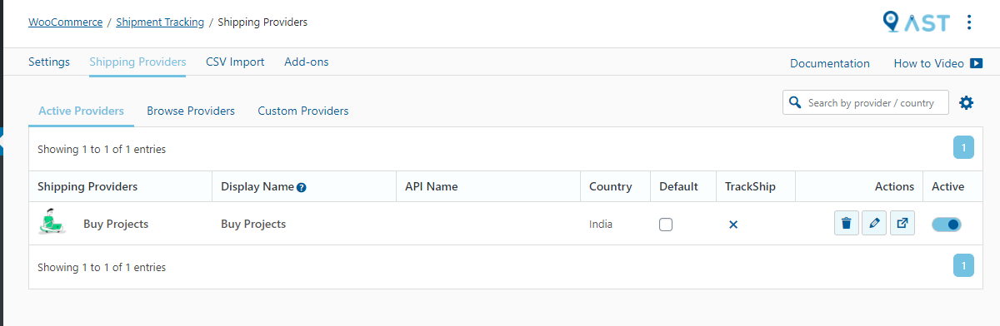 WooCommerce / Shipment Tracking / Shipping Providers
AST
Settings Shipping Providers CSV Import Add-ons
Documentation How to Video
Active Providers Browse Providers Custom Providers
Search by provider / country
Showing 1 to 1 of 1 entries
1
Shipping Providers Display Name ? API Name Country Default TrackShip Actions Active
Buy Projects Buy Projects India
Showing 1 to 1 of 1 entries
1